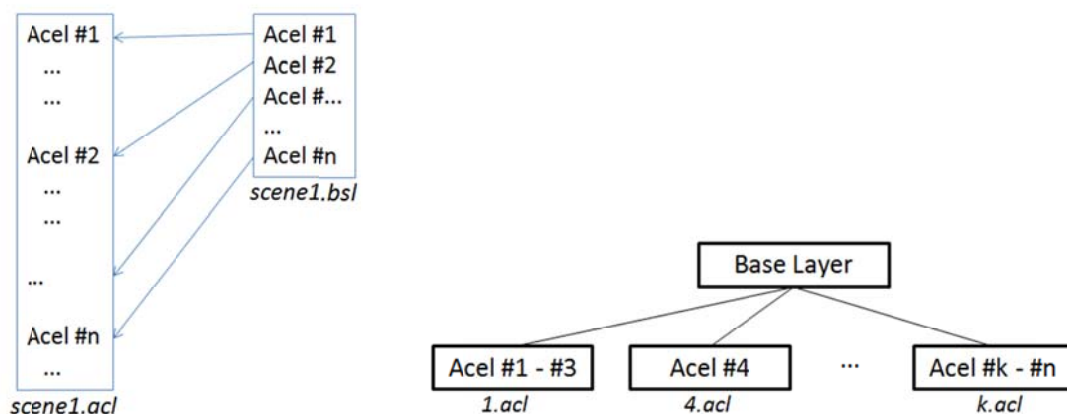 Acel #1
...
...
Acel #2
...
...
...
Acel #n
...
scene1.acl
Acel #1
Acel #2
Acel #...
...
Acel #n
scene1.bsl
Base Layer
Acel #1 - #3
1.acl
Acel #4
4.acl
...
Acel #k - #n
k.acl